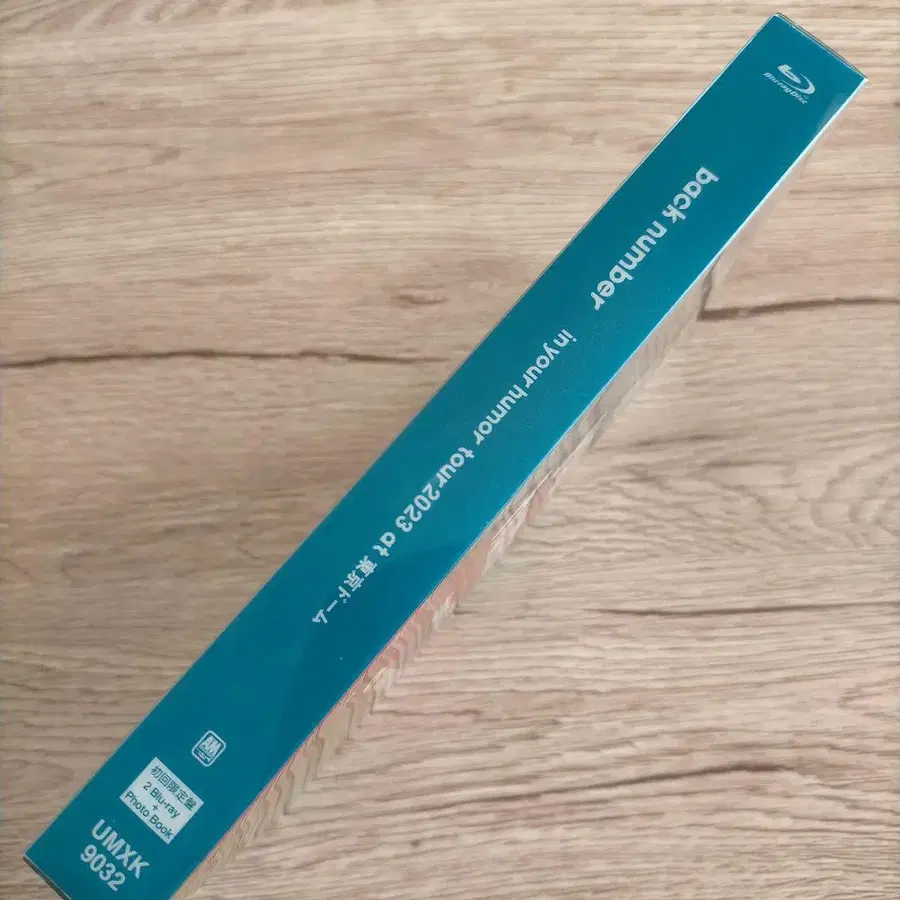 Blu-ray Disc
back number
in your humor tour 2023 at 東京ドーム
初回限定盤
2 Blu-ray
+
Photo Book
UMXK
9032